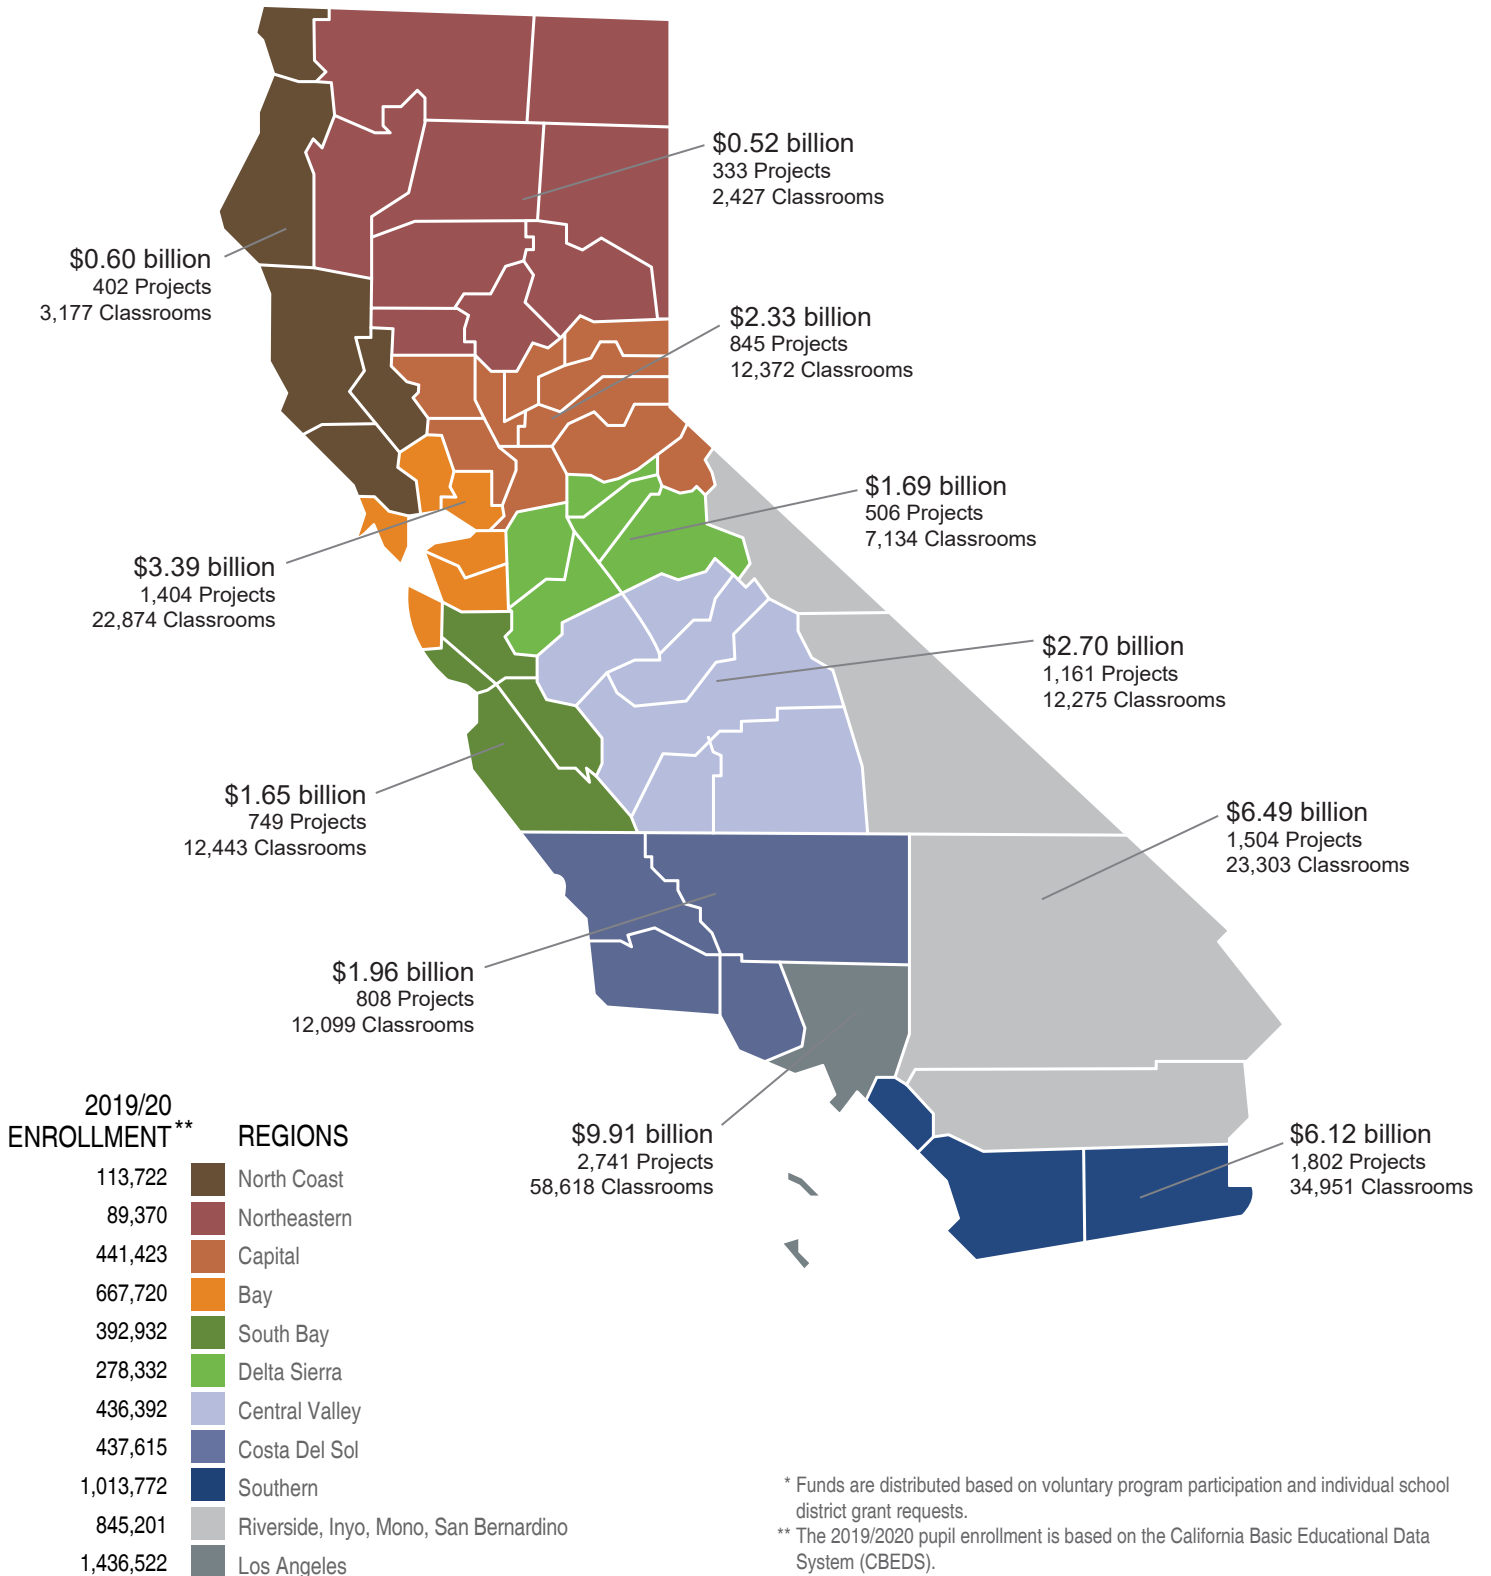 $0.52 billion
333 Projects
2,427 Classrooms
$0.60 billion
402 Projects
3,177 Classrooms
$2.33 billion
845 Projects
12,372 Classrooms
$1.69 billion
506 Projects
7,134 Classrooms
$3.39 billion
1,404 Projects
22,874 Classrooms
$2.70 billion
1,161 Projects
12,275 Classrooms
$1.65 billion
749 Projects
12,443 Classrooms
$6.49 billion
1,504 Projects
23,303 Classrooms
$1.96 billion
808 Projects
12,099 Classrooms
$9.91 billion
2,741 Projects
58,618 Classrooms
$6.12 billion
1,802 Projects
34,951 Classrooms
2019/20
ENROLLMENT** REGIONS
113,722 North Coast
89,370 Northeastern
441,423 Capital
667,720 Bay
392,932 South Bay
278,332 Delta Sierra
436,392 Central Valley
437,615 Costa Del Sol
1,013,772 Southern
845,201 Riverside, Inyo, Mono, San Bernardino
1,436,522 Los Angeles
* Funds are distributed based on voluntary program participation and individual school
district grant requests.
** The 2019/2020 pupil enrollment is based on the California Basic Educational Data
System (CBEDS).